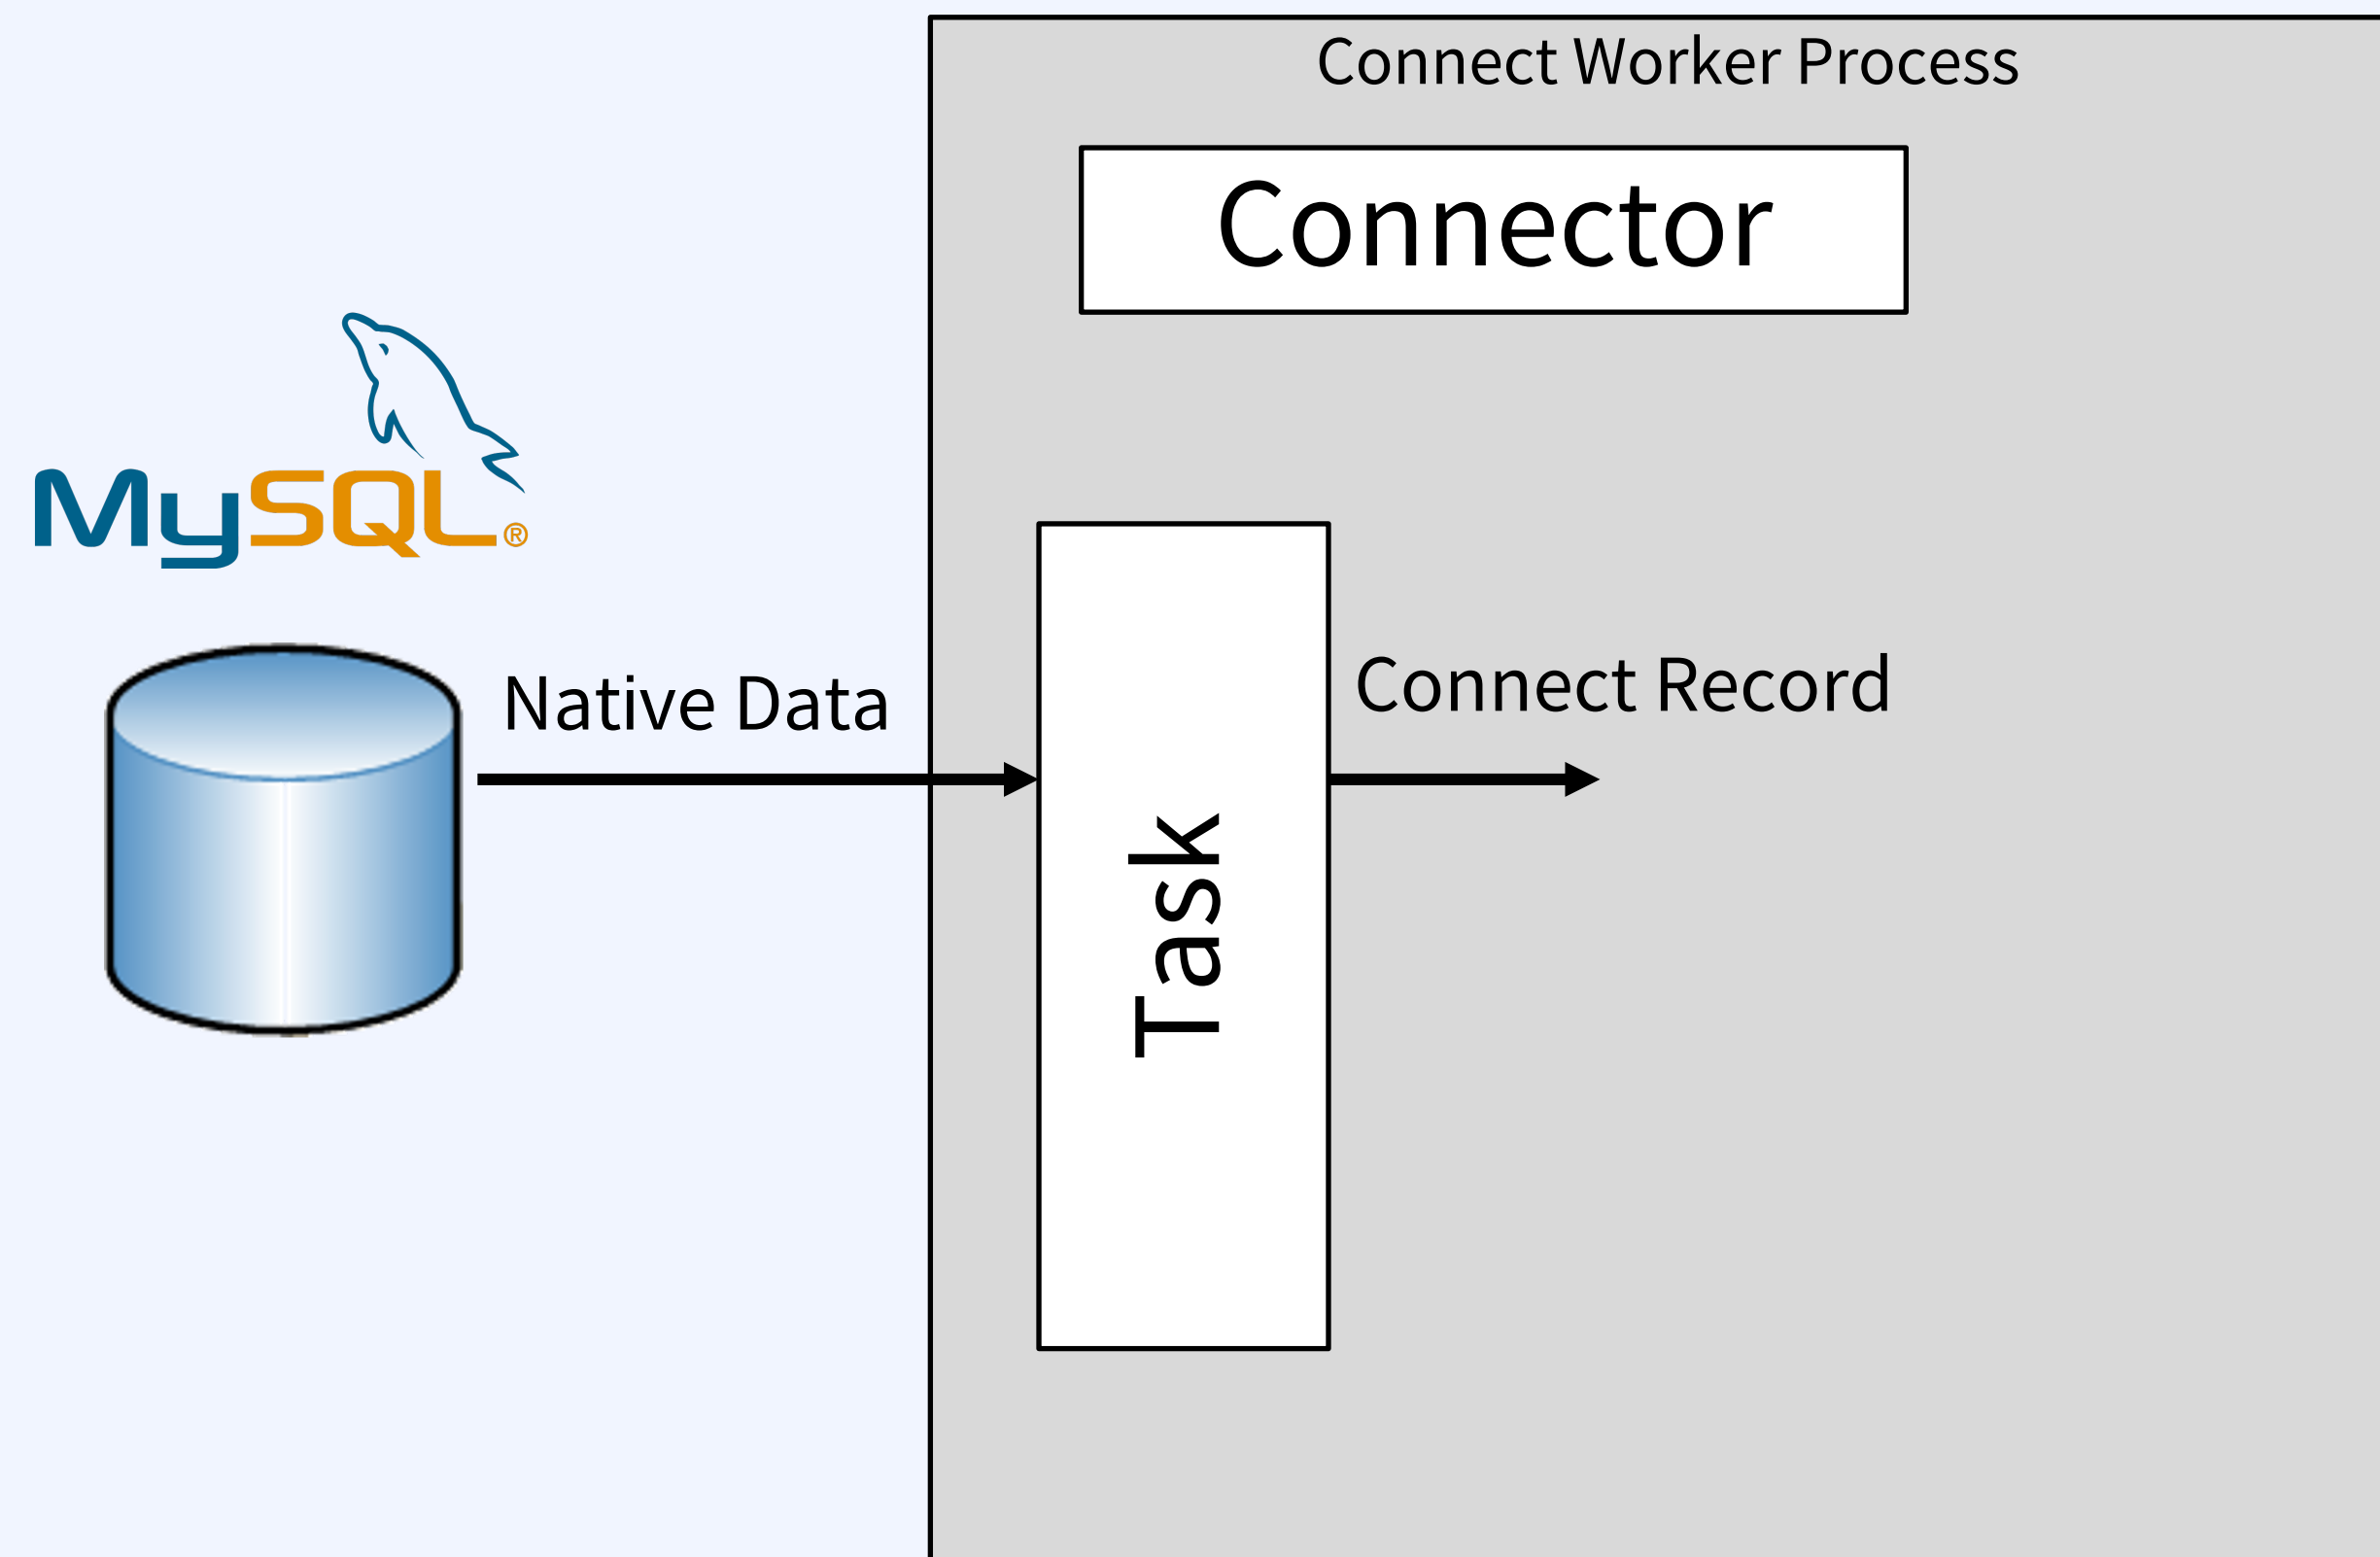 Connect Worker Process
Connector
MySQL®
Native Data
Connect Record
Task